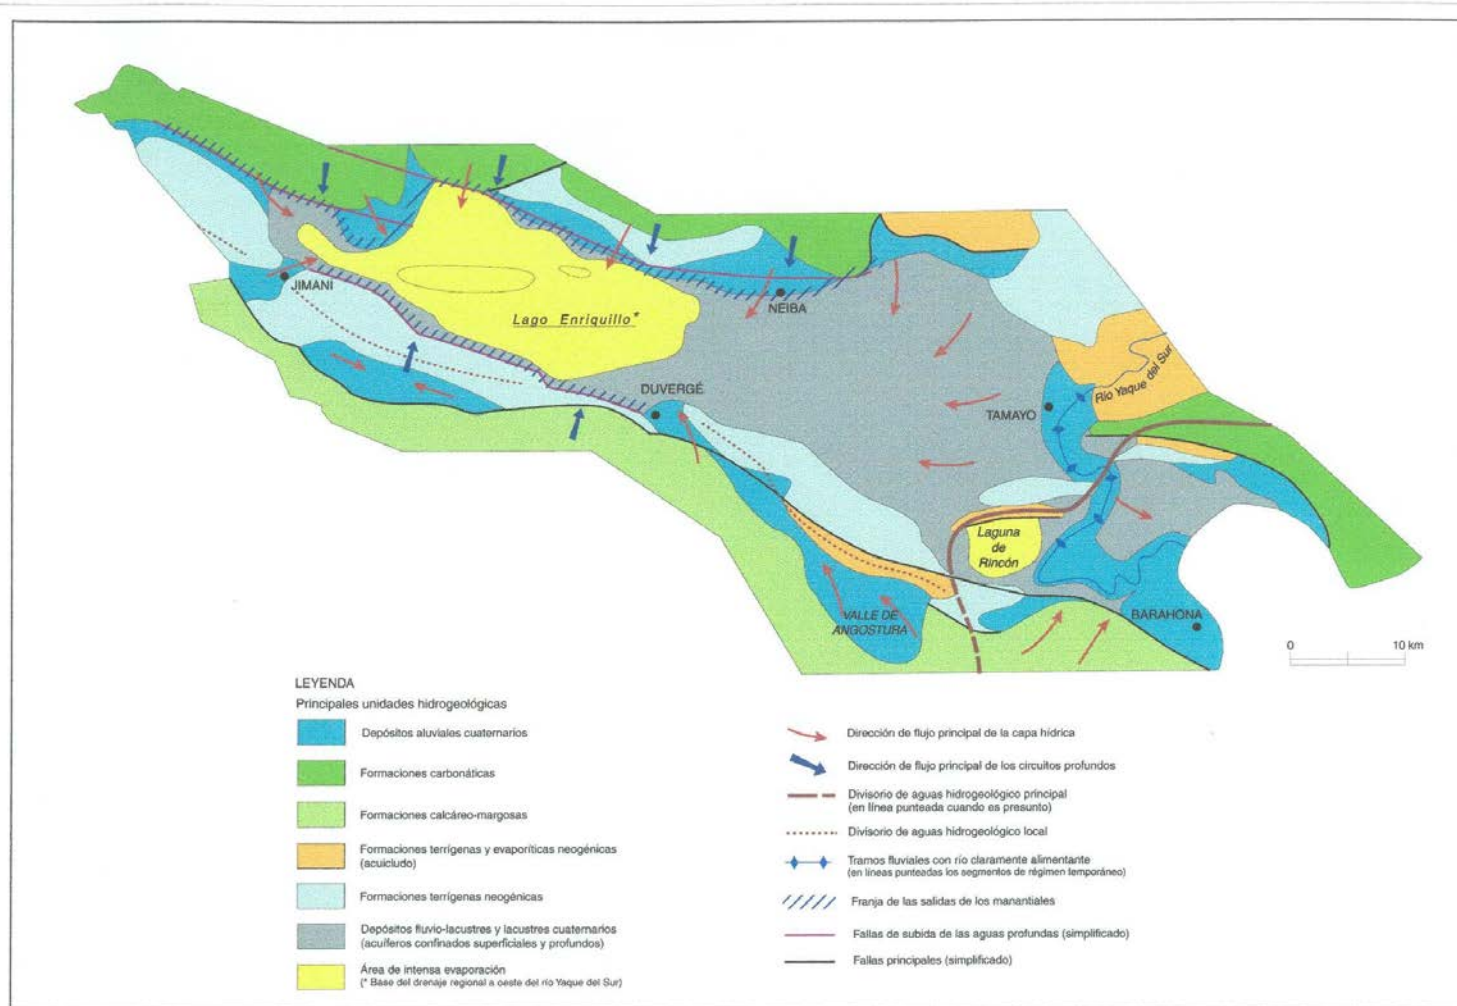 JIMANI
Lago Enriquillo*
NEIBA
DUVERGÉ
TAMAYO
Río Yaque del Sur
Laguna
de
Rincón
VALLE DE
ANGOSTURA
BARAHONA
0 10 km
LEYENDA
Principales unidades hidrogeológicas
Depósitos aluviales cuaternarios
Formaciones carbonáticas
Formaciones calcáreo-margosas
Formaciones terrígenas y evaporíticas neogénicas
(acuicludo)
Formaciones terrígenas neogénicas
Depósitos fluvio-lacustres y lacustres cuaternarios
(acuíferos confinados superficiales y profundos)
Área de intensa evaporación
(* Base del drenaje regional a oeste del río Yaque del Sur)
Dirección de flujo principal de la capa hídrica
Dirección de flujo principal de los circuitos profundos
Divisorio de aguas hidrogeológico principal
(en línea punteada cuando es presunto)
Divisorio de aguas hidrogeológico local
Tramos fluviales con río claramente alimentante
(en líneas punteadas los segmentos de régimen temporáneo)
Franja de las salidas de los manantiales
Fallas de subida de las aguas profundas (simplificado)
Fallas principales (simplificado)